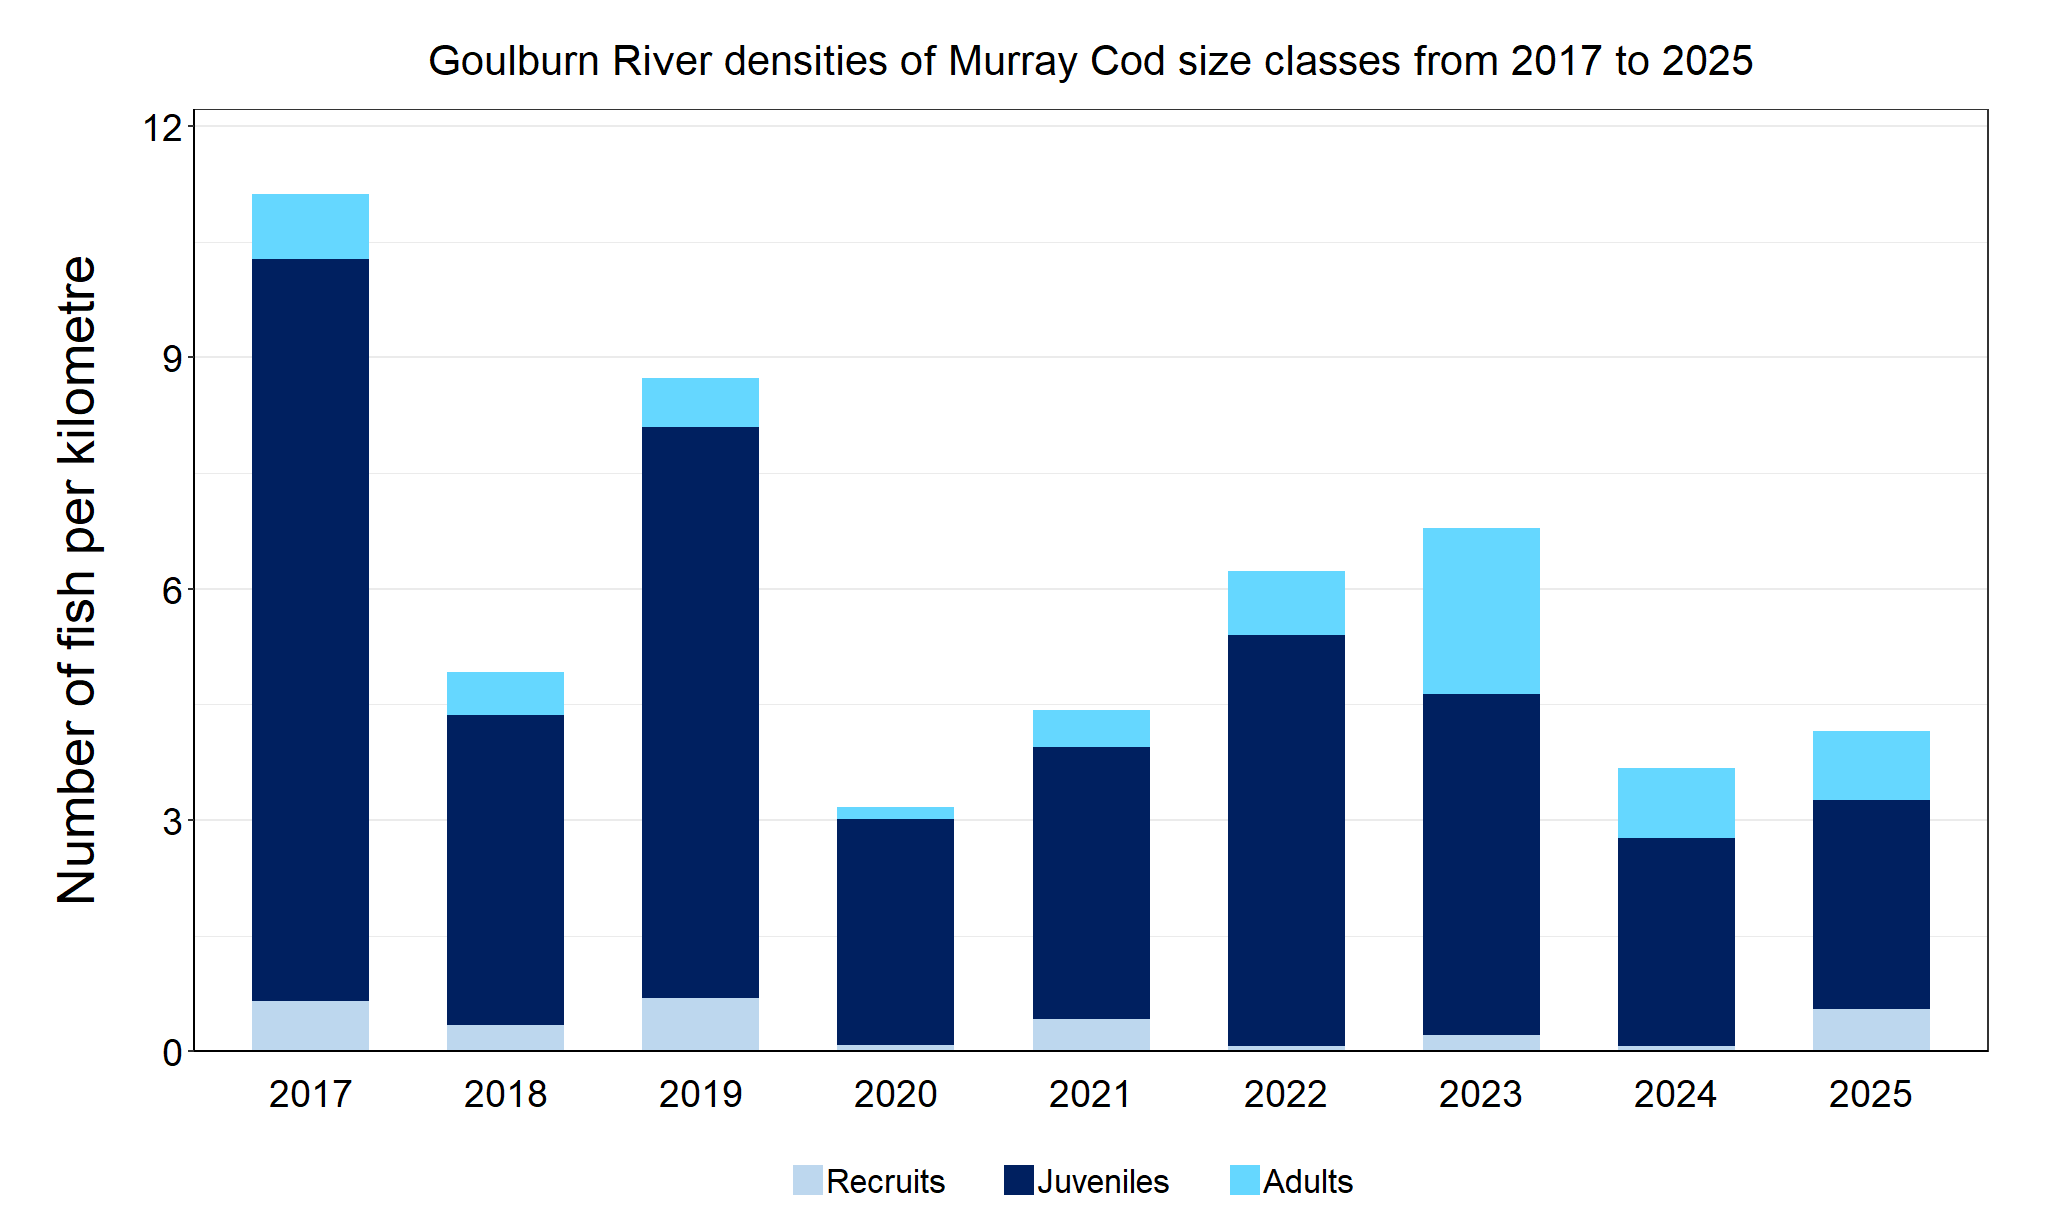 Goulburn River densities of Murray Cod size classes from 2017 to 2025
Number of fish per kilometre
12
9
6
3
0
2017 2018 2019 2020 2021 2022 2023 2024 2025
Recruits Juveniles Adults